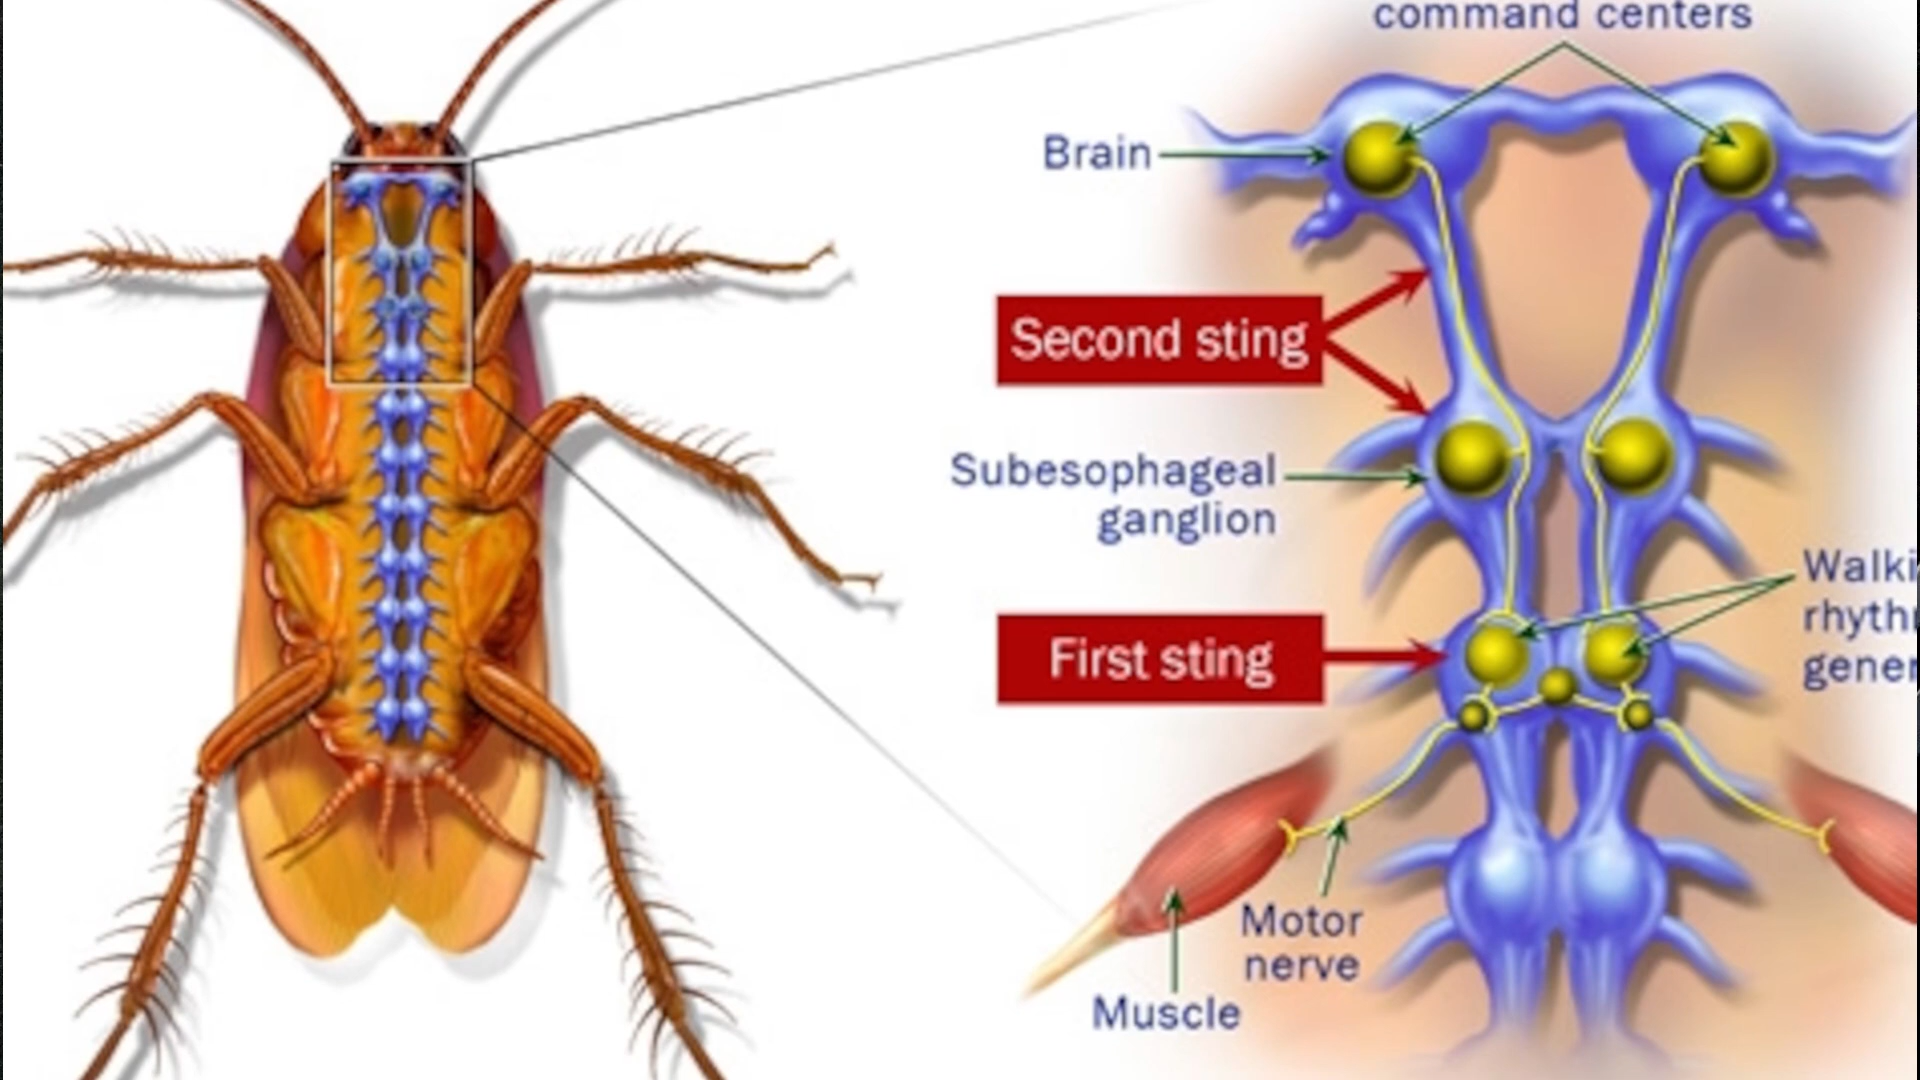 command centers
Brain
Second sting
Subesophageal
ganglion
First sting
Motor
nerve
Muscle